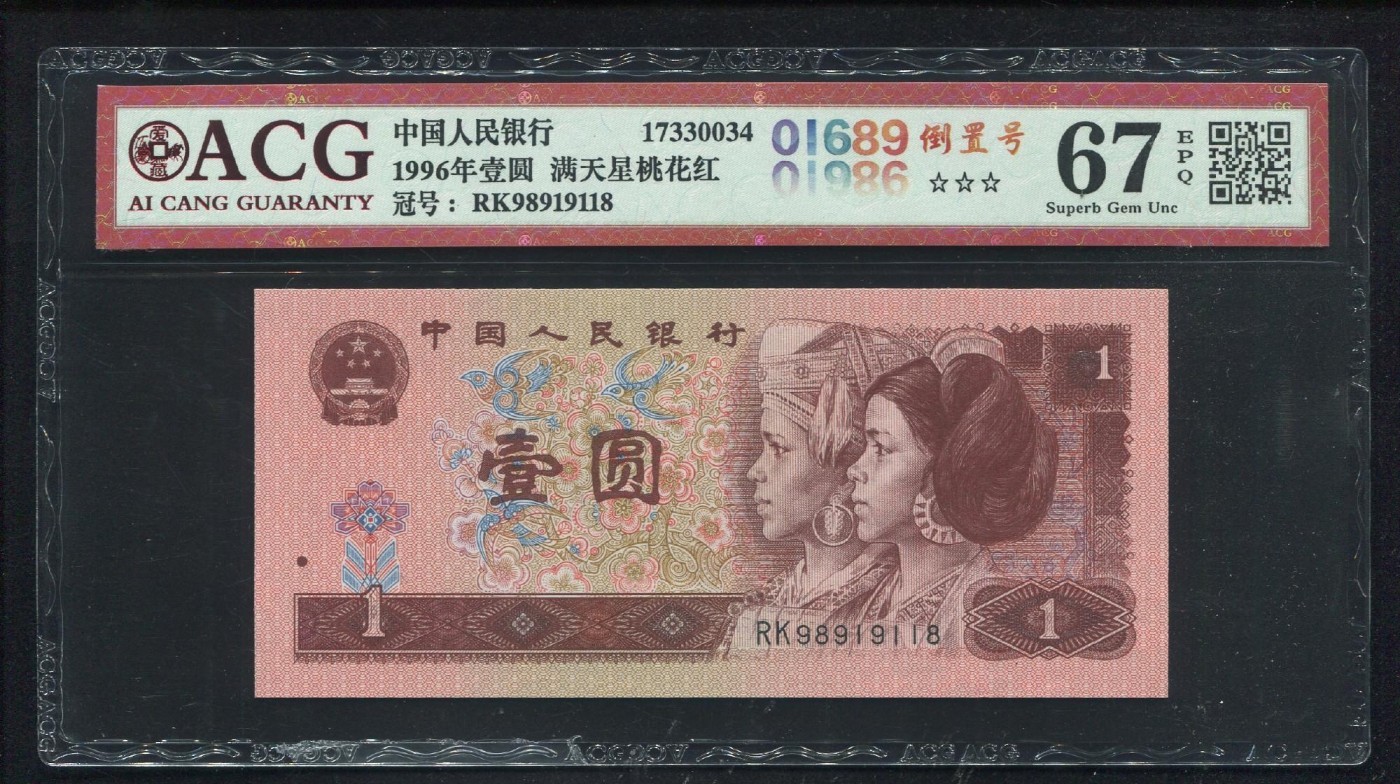 ACG
AI CANG GUARANTY
中国人民银行 17330034
1996年壹圆 满天星桃花红
冠号：RK98919118
01689 倒置号
01986 ☆☆☆
67 EPQ
Superb Gem Unc
中国人民银行
1
壹圆
1
RK98919118
1